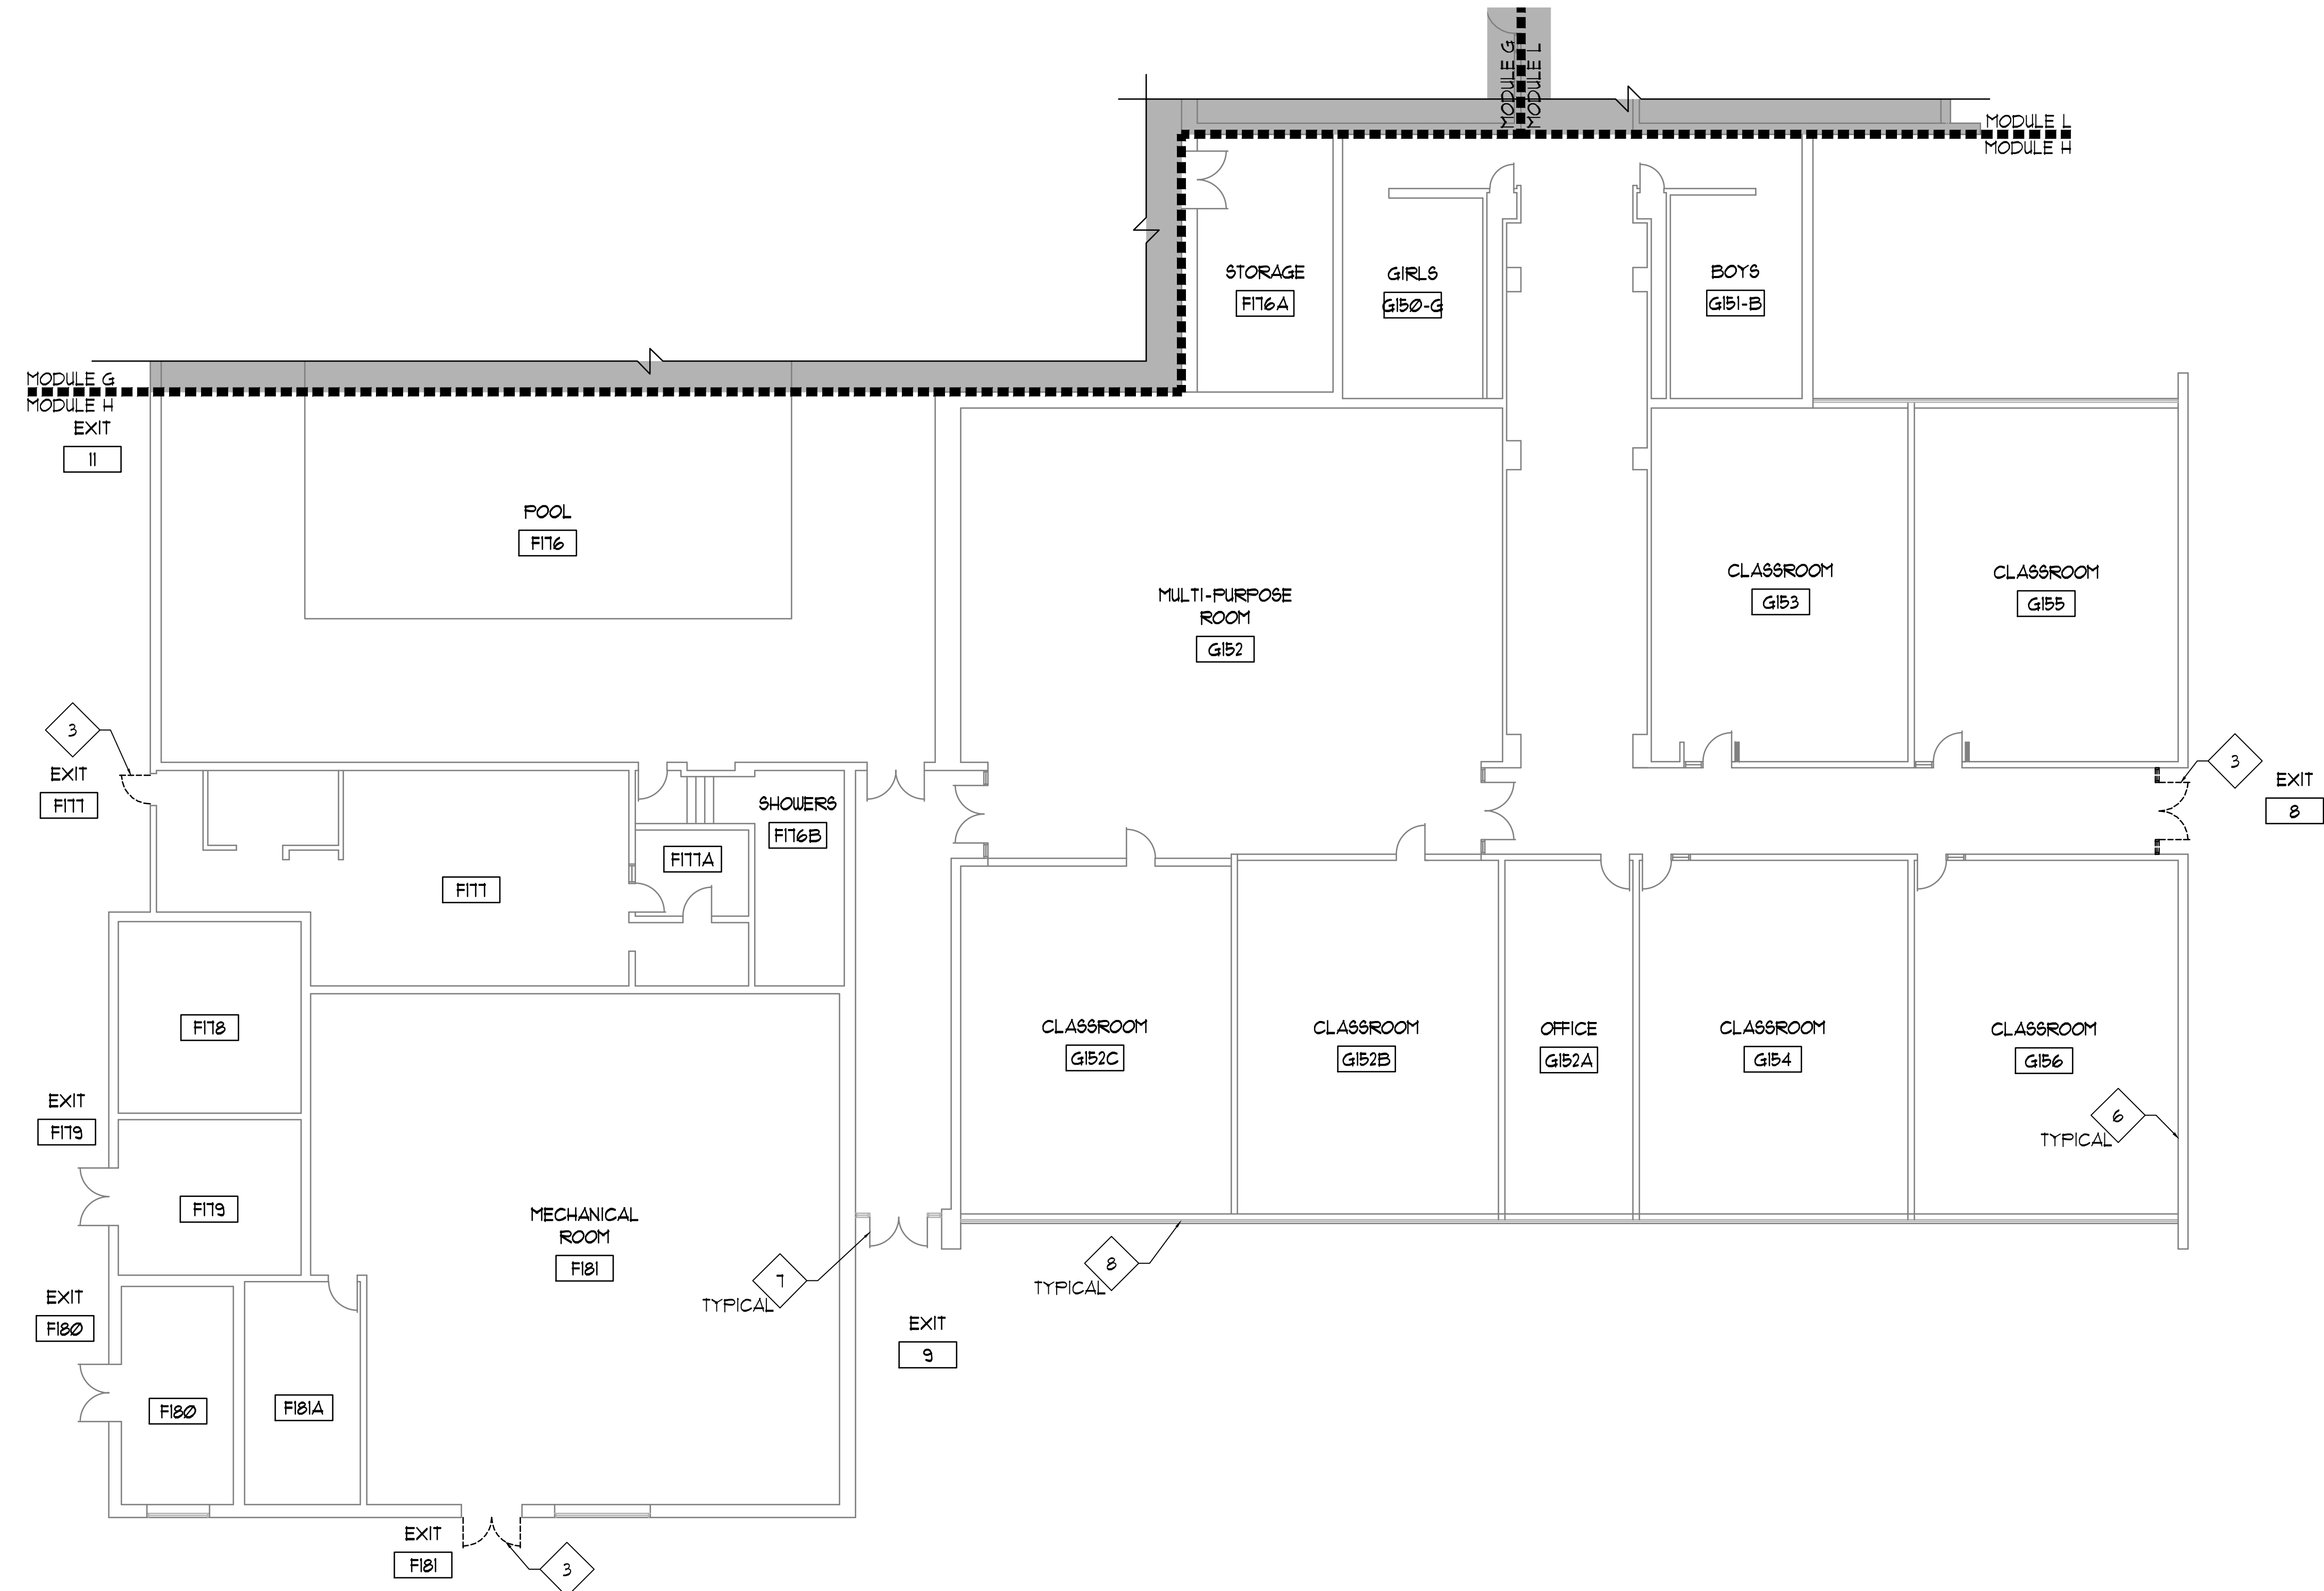 MODULE G
MODULE L
MODULE L
MODULE H
STORAGE
F176A
GIRLS
G150-G
BOYS
G151-B
MODULE G
MODULE H
EXIT
11
POOL
F176
MULTI-PURPOSE
ROOM
G152
CLASSROOM
G153
CLASSROOM
G155
3
EXIT
F177
SHOWERS
F176B
F177A
F177
3
EXIT
8
F178
CLASSROOM
G152C
CLASSROOM
G152B
OFFICE
G152A
CLASSROOM
G154
CLASSROOM
G156
6
TYPICAL
EXIT
F179
F179
MECHANICAL
ROOM
F181
7
TYPICAL
8
TYPICAL
EXIT
F180
EXIT
9
F180
F181A
EXIT
F181
3